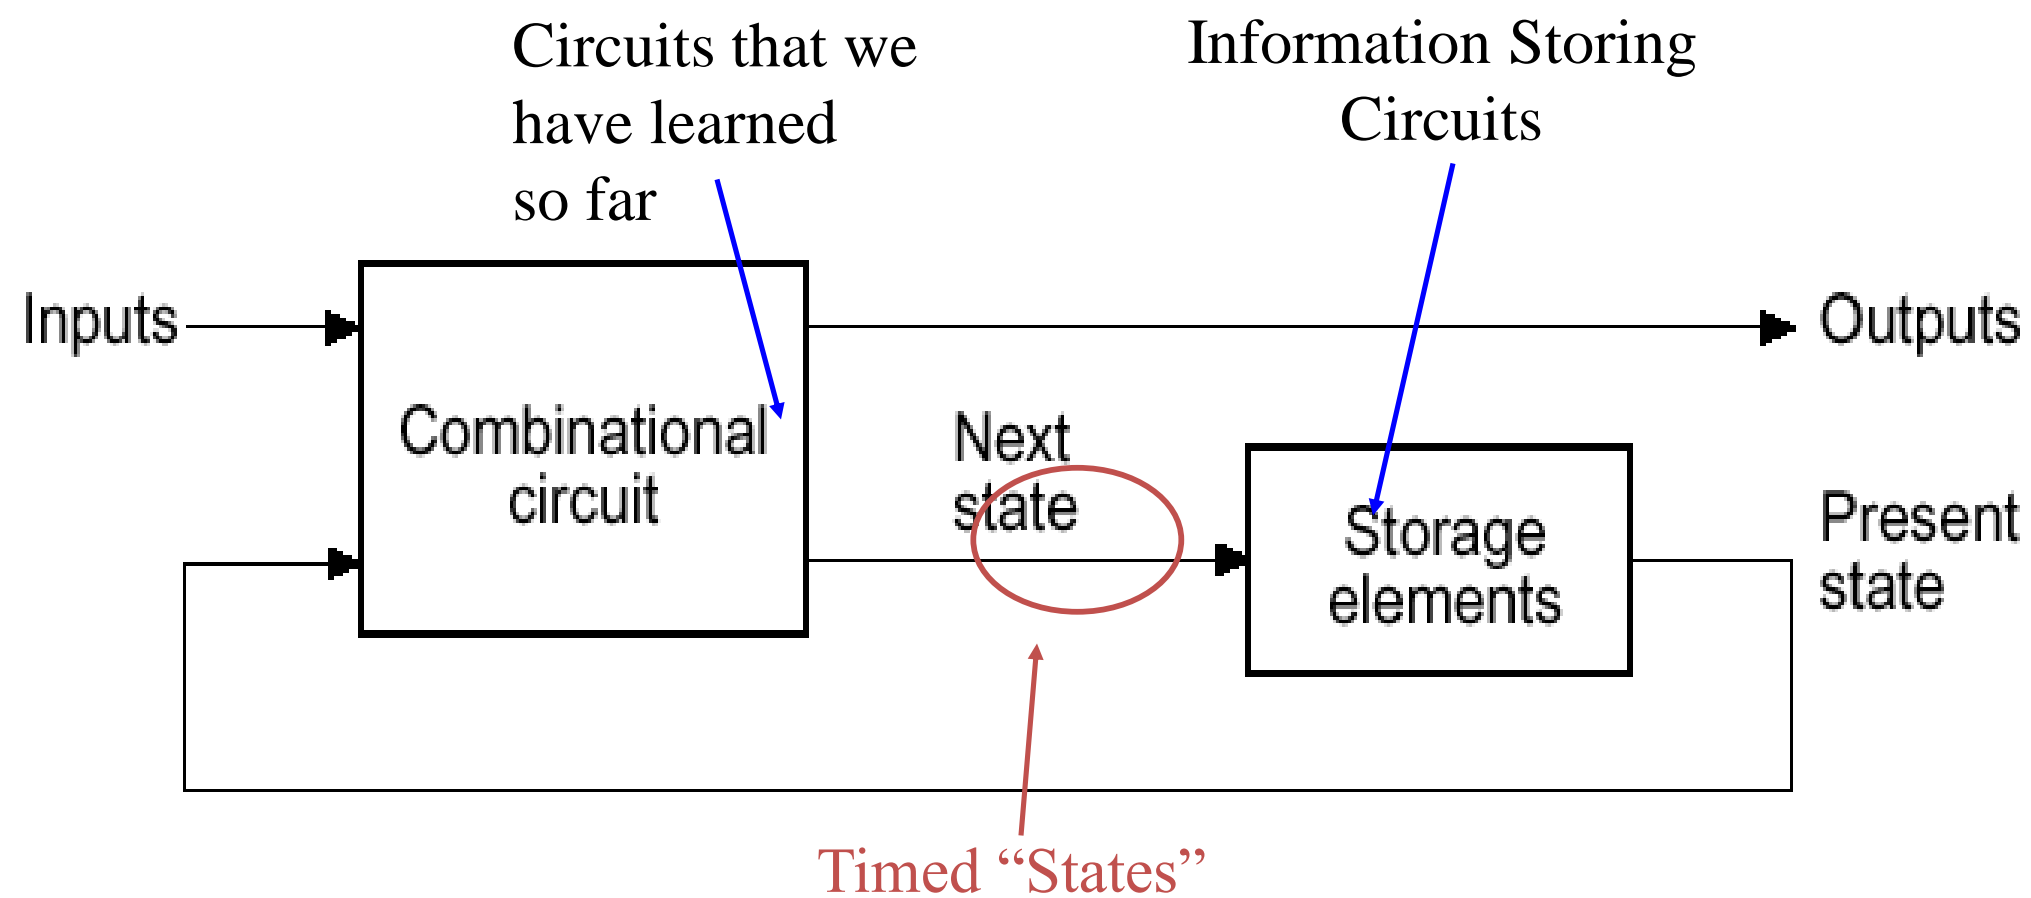 Circuits that we
have learned
so far
Information Storing
Circuits
Inputs
Outputs
Combinational
circuit
Next
state
Storage
elements
Present
state
Timed “States”